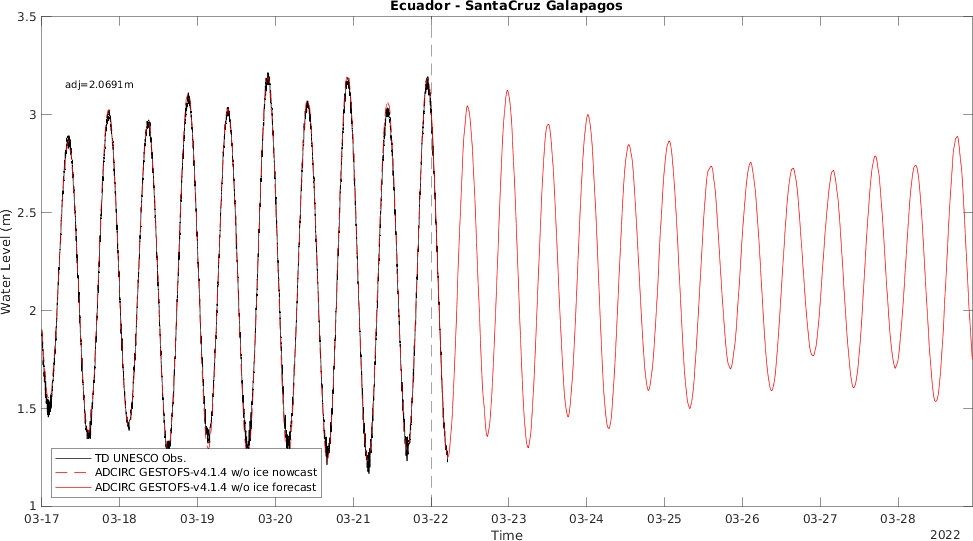 Ecuador - SantaCruz Galapagos
3.5
adj=2.0691m
3
2.5
Water Level (m)
2
1.5
TD UNESCO Obs.
ADCIRC GESTOFS-v4.1.4 w/o ice nowcast
ADCIRC GESTOFS-v4.1.4 w/o ice forecast
1
03-17 03-18 03-19 03-20 03-21 03-22 03-23 03-24 03-25 03-26 03-27 03-28
Time
2022